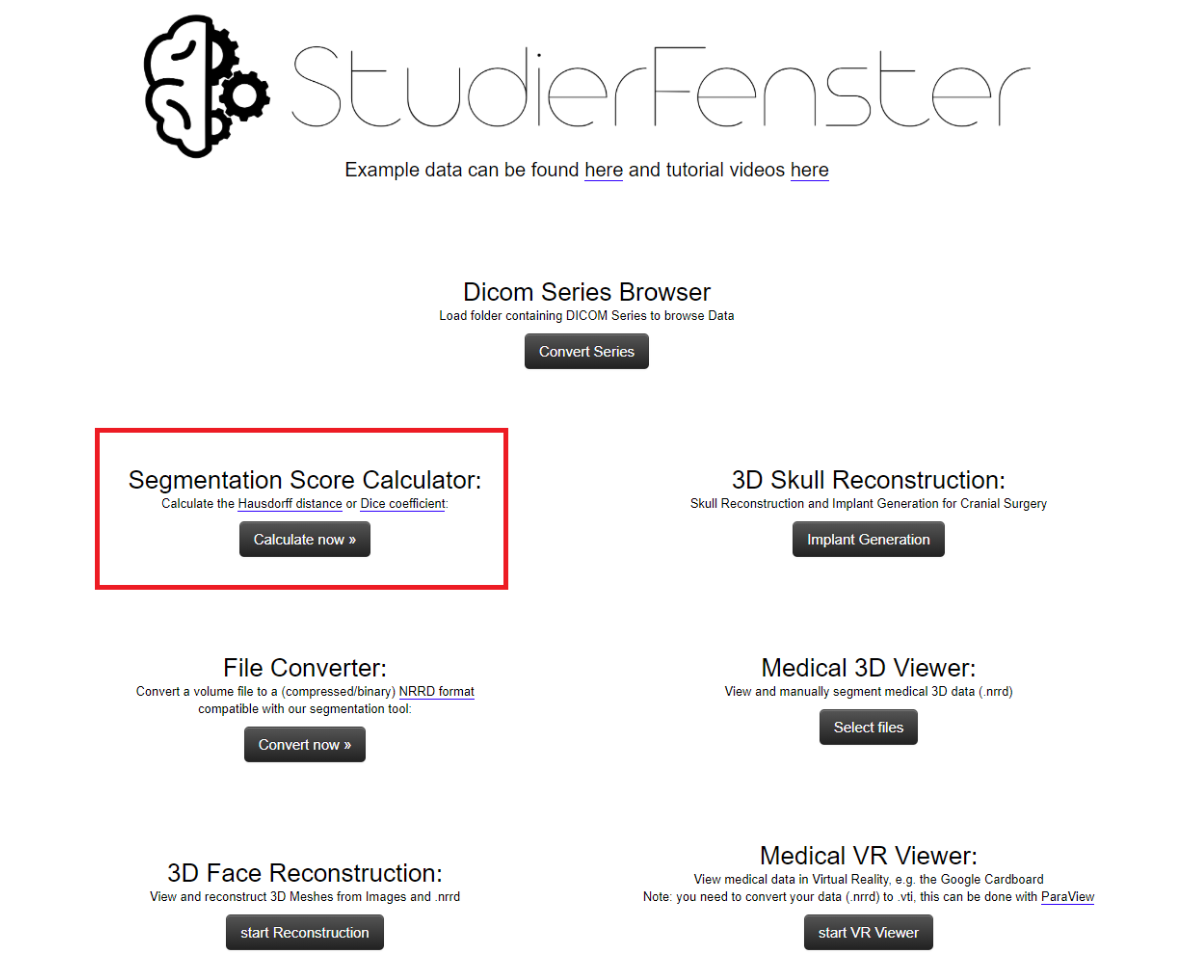 StudierFenster
Example data can be found here and tutorial videos here
Dicom Series Browser
Load folder containing DICOM Series to browse Data
Convert Series
Segmentation Score Calculator:
Calculate the Hausdorff distance or Dice coefficient:
Calculate now »
3D Skull Reconstruction:
Skull Reconstruction and Implant Generation for Cranial Surgery
Implant Generation
File Converter:
Convert a volume file to a (compressed/binary) NRRD format
compatible with our segmentation tool:
Convert now »
Medical 3D Viewer:
View and manually segment medical 3D data (.nrrd)
Select files
3D Face Reconstruction:
View and reconstruct 3D Meshes from Images and .nrrd
start Reconstruction
Medical VR Viewer:
View medical data in Virtual Reality, e.g. the Google Cardboard
Note: you need to convert your data (.nrrd) to .vti, this can be done with ParaView
start VR Viewer